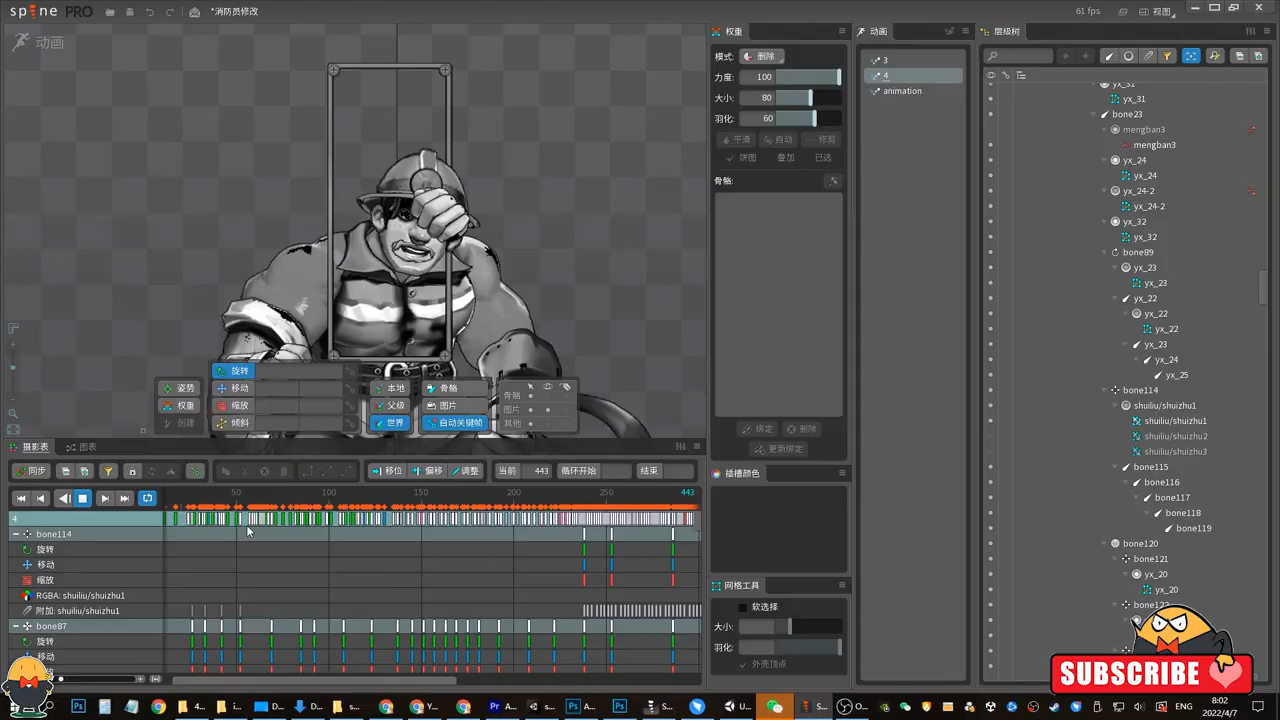 spine PRO
*消防员修改
61 fps
视图
动画
权重
模式:
删除
力度:
100
大小:
80
羽化:
60
平滑
自动
修剪
饼图
叠加
已选
骨骼:
绑定
删除
更新绑定
插槽颜色
网格工具
软选择
大小:
羽化:
外壳顶点
动画
3
4
animation
层级树
yx_31
yx_31
bone23
mengban3
mengban3
yx_24
yx_24
yx_24-2
yx_24-2
yx_32
yx_32
bone89
yx_23
yx_23
yx_22
yx_22
yx_22
yx_23
yx_24
yx_25
bone114
shuiliu/shuizhu1
shuiliu/shuizhu1
shuiliu/shuizhu2
shuiliu/shuizhu3
bone115
bone116
bone117
bone118
bone119
bone120
bone121
yx_20
yx_20
姿势
权重
创建
旋转
移动
缩放
倾斜
本地
父级
世界
骨骼
图片
自动关键帧
骨骼
图片
其他
摄影表
图表
同步
移位
偏移
调整
当前
443
循环开始
结束
50
100
150
200
250
443
4
bone114
旋转
移动
缩放
RGBA: shuiliu/shuizhu1
附加: shuiliu/shuizhu1
bone87
旋转
移动
SUBSCRIBE
8:02
2022/4/7